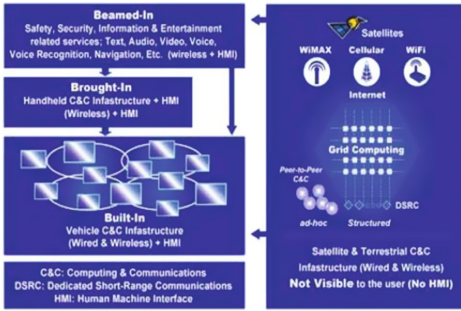 Beamed-In
Safety, Security, Information & Entertainment
related services; Text, Audio, Video, Voice,
Voice Recognition, Navigation, Etc. (wireless + HMI)
Brought-In
Handheld C&C Infastructure + HMI
(Wireless) + HMI
Built-In
Vehicle C&C Infastructure
(Wired & Wireless) + HMI
C&C: Computing & Communications
DSRC: Dedicated Short-Range Communications
HMI: Human Machine Interface
Satellites
WiMAX Cellular WiFi
Internet
Grid Computing
Peer-to-Peer
C&C
DSRC
ad-hoc Structured
Satellite & Terrestrial C&C
Infastructure (Wired & Wireless)
Not Visible to the user (No HMI)